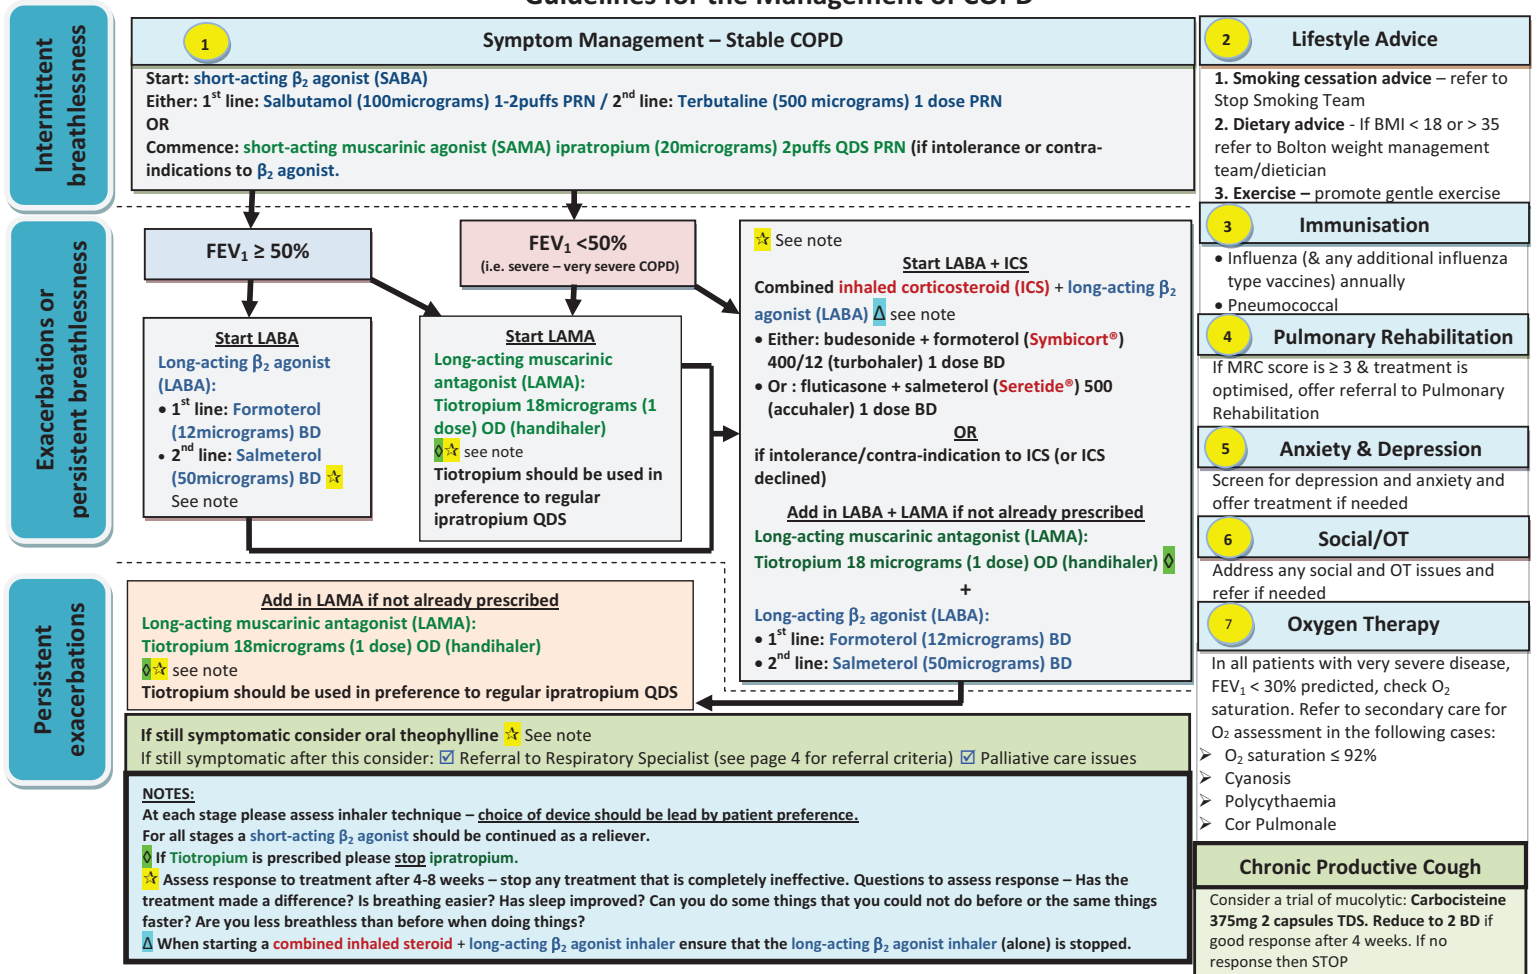 Guidelines for the Management of COPD
Intermittent
breathlessness
1
Symptom Management – Stable COPD
Start: short-acting β₂ agonist (SABA)
Either: 1st line: Salbutamol (100micrograms) 1-2puffs PRN / 2nd line: Terbutaline (500 micrograms) 1 dose PRN
OR
Commence: short-acting muscarinic agonist (SAMA) ipratropium (20micrograms) 2puffs QDS PRN (if intolerance or contra-
indications to β₂ agonist.
Exacerbations or
persistent breathlessness
FEV₁ ≥ 50%
FEV₁ <50%
(i.e. severe – very severe COPD)
Start LABA
Long-acting β₂ agonist
(LABA):
• 1st line: Formoterol
(12micrograms) BD
• 2nd line: Salmeterol
(50micrograms) BD ☆
See note
Start LAMA
Long-acting muscarinic
antagonist (LAMA):
Tiotropium 18micrograms (1
dose) OD (handihaler)
◊☆ see note
Tiotropium should be used in
preference to regular
ipratropium QDS
☆ See note
Start LABA + ICS
Combined inhaled corticosteroid (ICS) + long-acting β₂
agonist (LABA) Δ see note
• Either: budesonide + formoterol (Symbicort®)
400/12 (turbohaler) 1 dose BD
• Or : fluticasone + salmeterol (Seretide®) 500
(accuhaler) 1 dose BD
OR
if intolerance/contra-indication to ICS (or ICS
declined)
Add in LABA + LAMA if not already prescribed
Long-acting muscarinic antagonist (LAMA):
Tiotropium 18 micrograms (1 dose) OD (handihaler) ◊
+
Long-acting β₂ agonist (LABA):
• 1st line: Formoterol (12micrograms) BD
• 2nd line: Salmeterol (50micrograms) BD
Persistent
exacerbations
Add in LAMA if not already prescribed
Long-acting muscarinic antagonist (LAMA):
Tiotropium 18micrograms (1 dose) OD (handihaler)
◊☆ see note
Tiotropium should be used in preference to regular ipratropium QDS
If still symptomatic consider oral theophylline ☆ See note
If still symptomatic after this consider: ☑ Referral to Respiratory Specialist (see page 4 for referral criteria) ☑ Palliative care issues
NOTES:
At each stage please assess inhaler technique – choice of device should be lead by patient preference.
For all stages a short-acting β₂ agonist should be continued as a reliever.
◊ If Tiotropium is prescribed please stop ipratropium.
☆ Assess response to treatment after 4-8 weeks – stop any treatment that is completely ineffective. Questions to assess response – Has the
treatment made a difference? Is breathing easier? Has sleep improved? Can you do some things that you could not do before or the same things
faster? Are you less breathless than before when doing things?
Δ When starting a combined inhaled steroid + long-acting β₂ agonist inhaler ensure that the long-acting β₂ agonist inhaler (alone) is stopped.
2
Lifestyle Advice
1. Smoking cessation advice – refer to
Stop Smoking Team
2. Dietary advice - If BMI < 18 or > 35
refer to Bolton weight management
team/dietician
3. Exercise – promote gentle exercise
3
Immunisation
• Influenza (& any additional influenza
type vaccines) annually
• Pneumococcal
4
Pulmonary Rehabilitation
If MRC score is ≥ 3 & treatment is
optimised, offer referral to Pulmonary
Rehabilitation
5
Anxiety & Depression
Screen for depression and anxiety and
offer treatment if needed
6
Social/OT
Address any social and OT issues and
refer if needed
7
Oxygen Therapy
In all patients with very severe disease,
FEV₁ < 30% predicted, check O₂
saturation. Refer to secondary care for
O₂ assessment in the following cases:
➢ O₂ saturation ≤ 92%
➢ Cyanosis
➢ Polycythaemia
➢ Cor Pulmonale
Chronic Productive Cough
Consider a trial of mucolytic: Carbocisteine
375mg 2 capsules TDS. Reduce to 2 BD if
good response after 4 weeks. If no
response then STOP